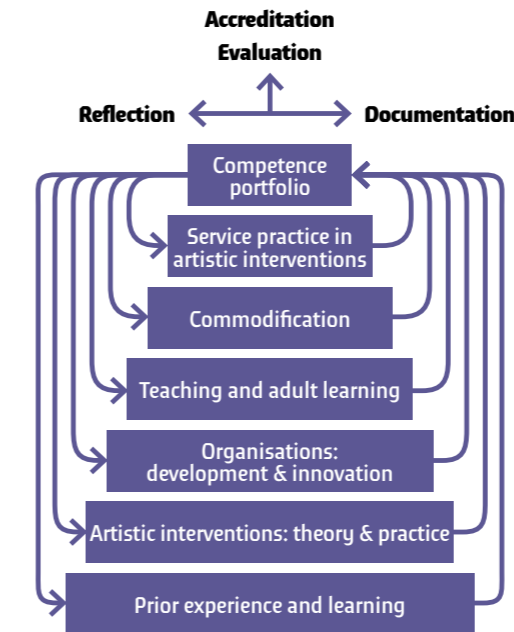 Accreditation
Evaluation
Reflection
Documentation
Competence
portfolio
Service practice in
artistic interventions
Commodification
Teaching and adult learning
Organisations:
development & innovation
Artistic interventions: theory & practice
Prior experience and learning